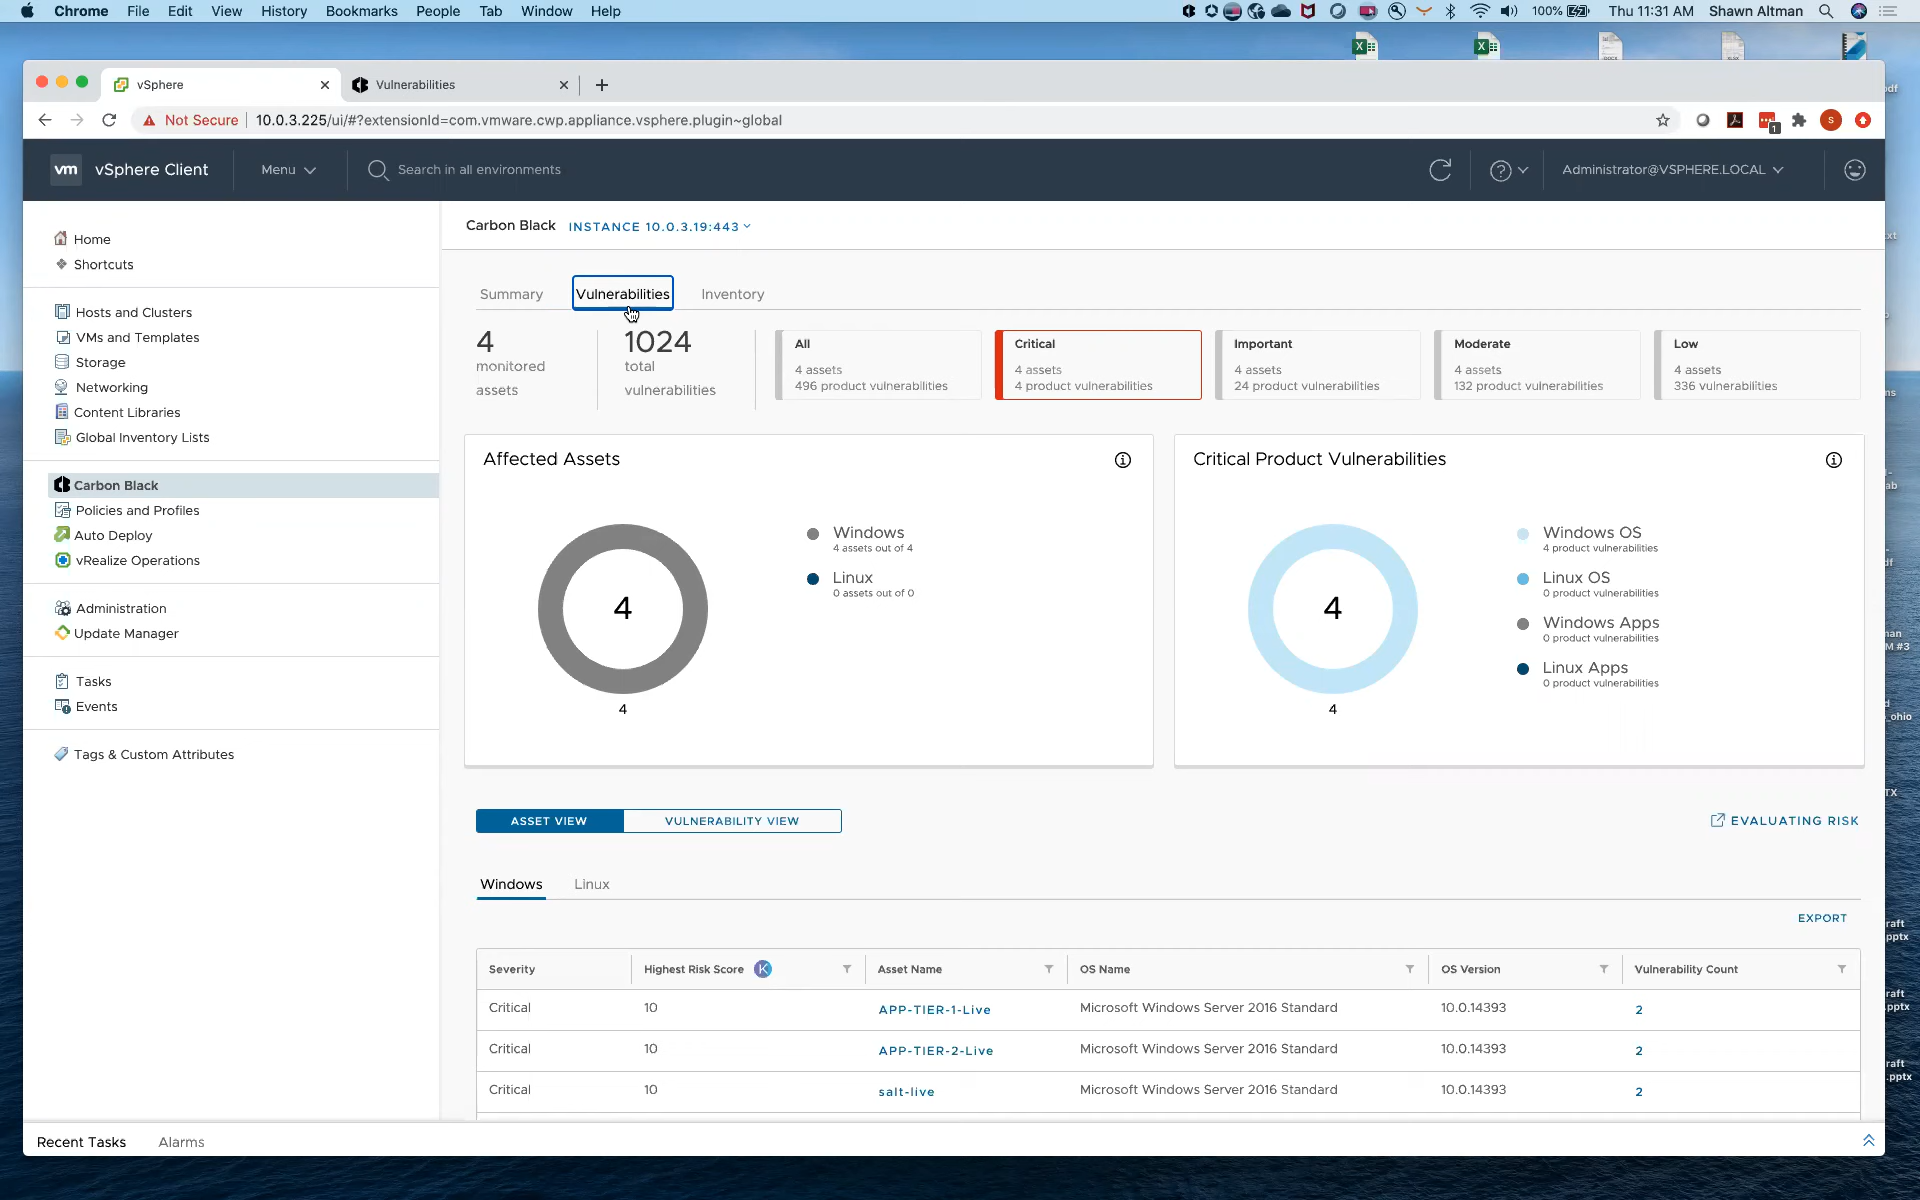 Chrome File Edit View History Bookmarks People Tab Window Help
100% Thu 11:31 AM Shawn Altman
vSphere
Vulnerabilities
Not Secure 10.0.3.225/ui/#?extensionId=com.vmware.cwp.appliance.vsphere.plugin~global
S
1
vm vSphere Client Menu Search in all environments Administrator@VSPHERE.LOCAL
Home
Shortcuts
Hosts and Clusters
VMs and Templates
Storage
Networking
Content Libraries
Global Inventory Lists
Carbon Black
Policies and Profiles
Auto Deploy
vRealize Operations
Administration
Update Manager
Tasks
Events
Tags & Custom Attributes
Carbon Black INSTANCE 10.0.3.19:443
Summary Vulnerabilities Inventory
4
monitored
assets
1024
total
vulnerabilities
All
4 assets
496 product vulnerabilities
Critical
4 assets
4 product vulnerabilities
Important
4 assets
24 product vulnerabilities
Moderate
4 assets
132 product vulnerabilities
Low
4 assets
336 vulnerabilities
Affected Assets
4
4
Windows
4 assets out of 4
Linux
0 assets out of 0
Critical Product Vulnerabilities
4
4
Windows OS
4 product vulnerabilities
Linux OS
0 product vulnerabilities
Windows Apps
0 product vulnerabilities
Linux Apps
0 product vulnerabilities
ASSET VIEW VULNERABILITY VIEW EVALUATING RISK
Windows Linux
EXPORT
Severity Highest Risk Score K Asset Name OS Name OS Version Vulnerability Count
Critical 10 APP-TIER-1-Live Microsoft Windows Server 2016 Standard 10.0.14393 2
Critical 10 APP-TIER-2-Live Microsoft Windows Server 2016 Standard 10.0.14393 2
Critical 10 salt-live Microsoft Windows Server 2016 Standard 10.0.14393 2
Recent Tasks Alarms